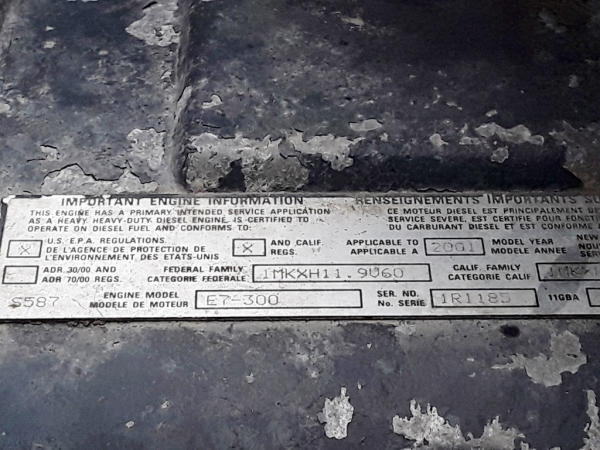 IMPORTANT ENGINE INFORMATION RENSEIGNEMENTS IMPORTANTS SU
THIS ENGINE HAS A PRIMARY INTENDED SERVICE APPLICATION CE MOTEUR DIESEL EST PRINCIPALEMENT DE
AS A HEAVY, HEAVY-DUTY, DIESEL ENGINE, IS CERTIFIED TO SERVICE SEVERE, EST CERTIFIE POUR FONCT
OPERATE ON DIESEL FUEL AND CONFORMS TO: DU CARBURANT DIESEL ET EST CONFORME A
X U.S. E.P.A. REGULATIONS. X AND CALIF. APPLICABLE TO 2001 MODEL YEAR NEW
DE L'AGENCE DE PROTECTION DE REGS. APPLICABLE A MODELE ANNEE
L'ENVIRONNEMENT DES ETATS-UNIS
ADR 30/00 AND FEDERAL FAMILY 1MKXH11.9U60 CALIF. FAMILY
ADR 70/00 REGS. CATEGORIE FEDERALE CATEGORIE CALIF.
S587 ENGINE MODEL E7-300 SER. NO. 1R1185 11GBA
MODELE DE MOTEUR No. SERIE